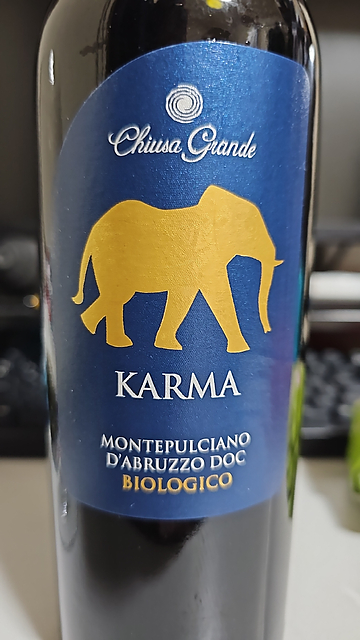 Chiusa Grande
KARMA
MONTEPULCIANO
D'ABRUZZO DOC
BIOLOGICO